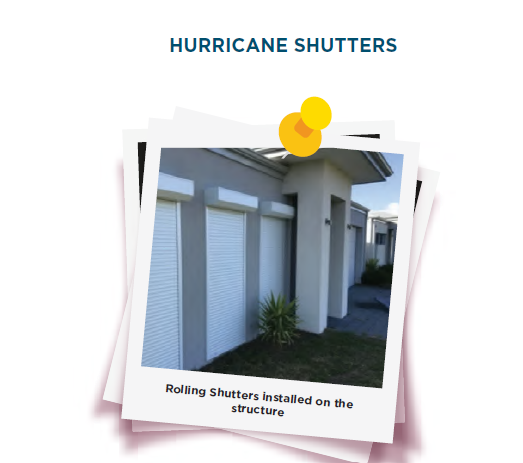 HURRICANE SHUTTERS
Rolling Shutters installed on the
structure